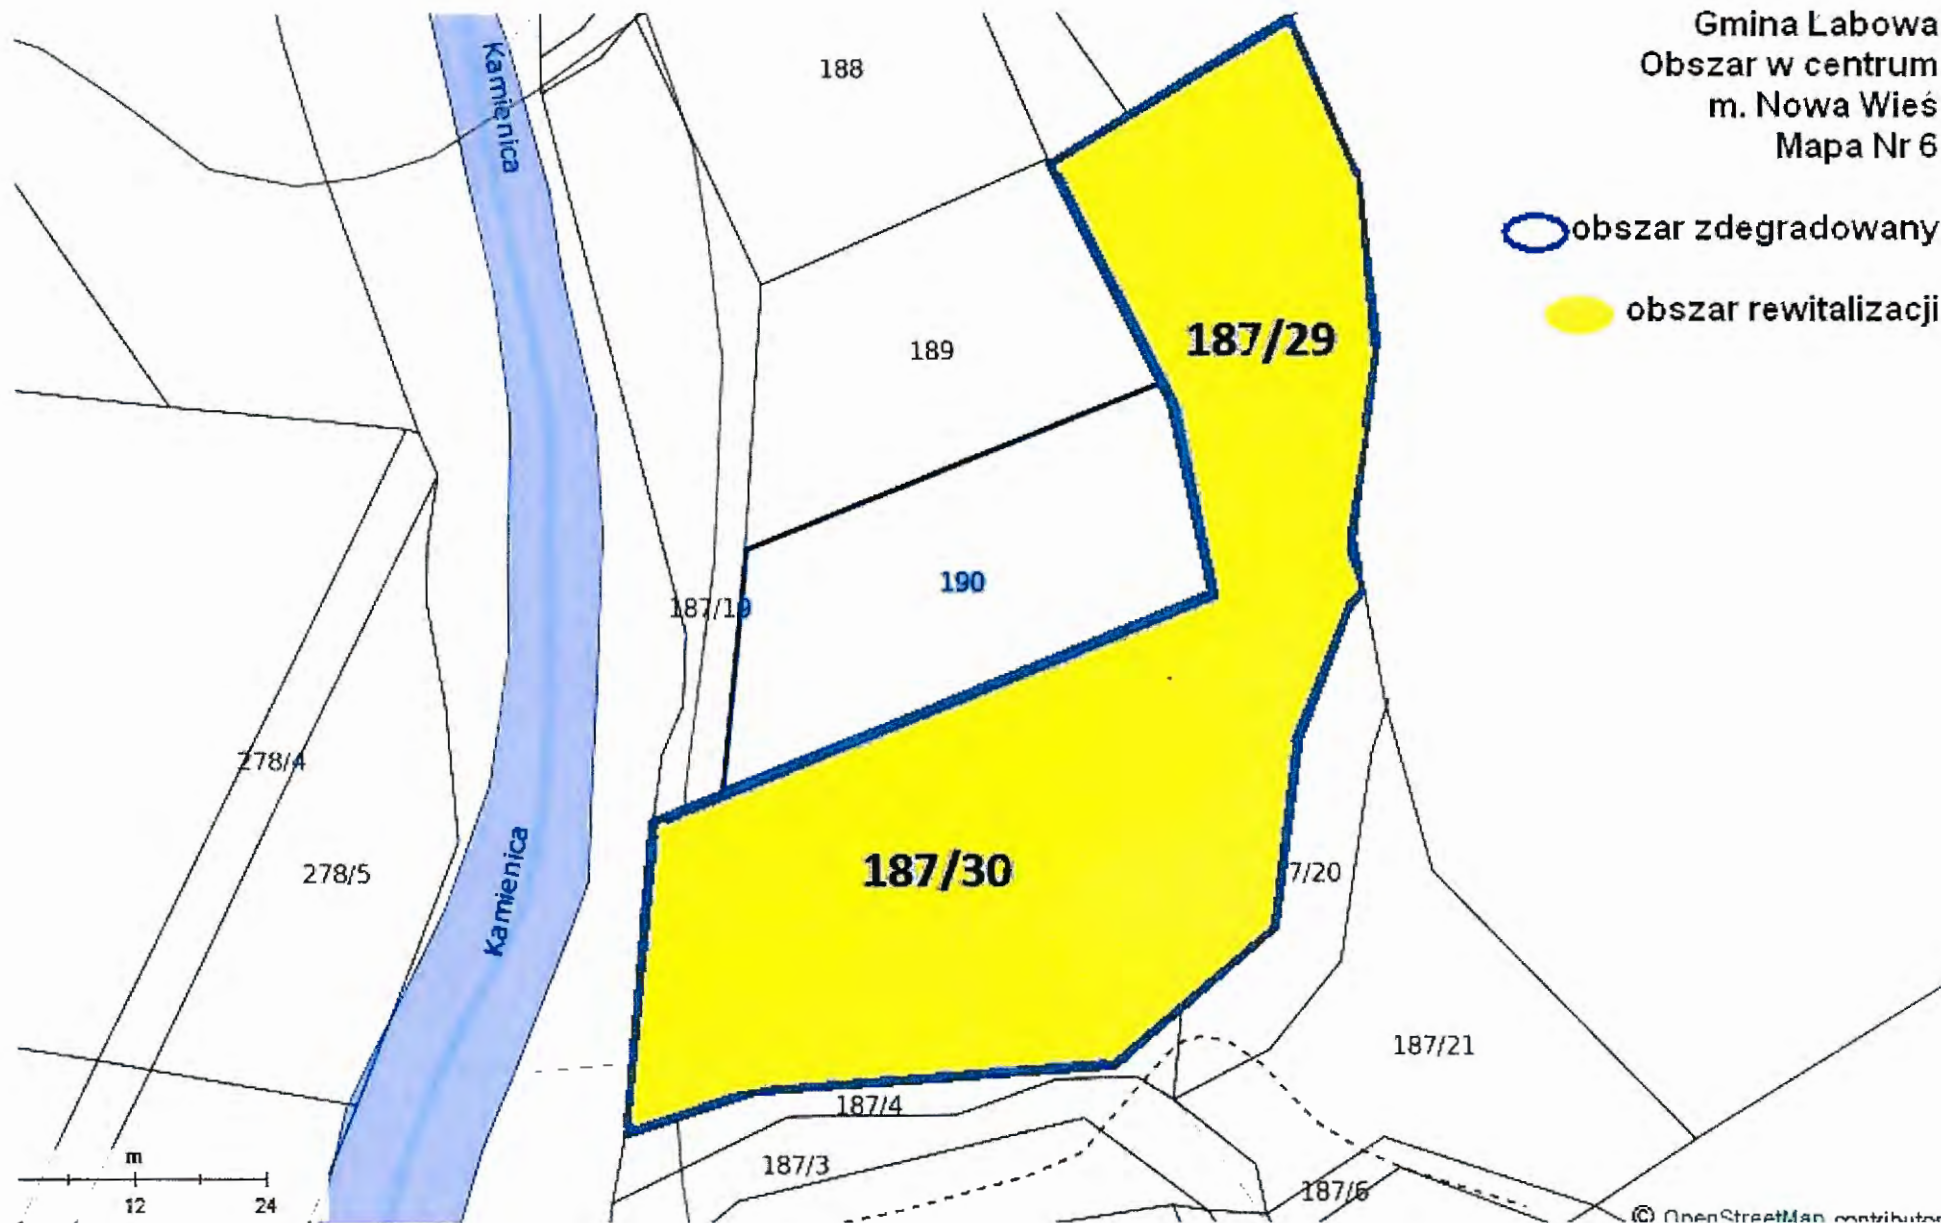 Gmina Łabowa
Obszar w centrum
m. Nowa Wieś
Mapa Nr 6
obszar zdegradowany
obszar rewitalizacji
Kamienica
188
189
187/29
190
187/19
278/4
278/5
Kamienica
187/30
7/20
187/21
187/4
187/3
187/6
m
12
24
© OpenStreetMap contributor